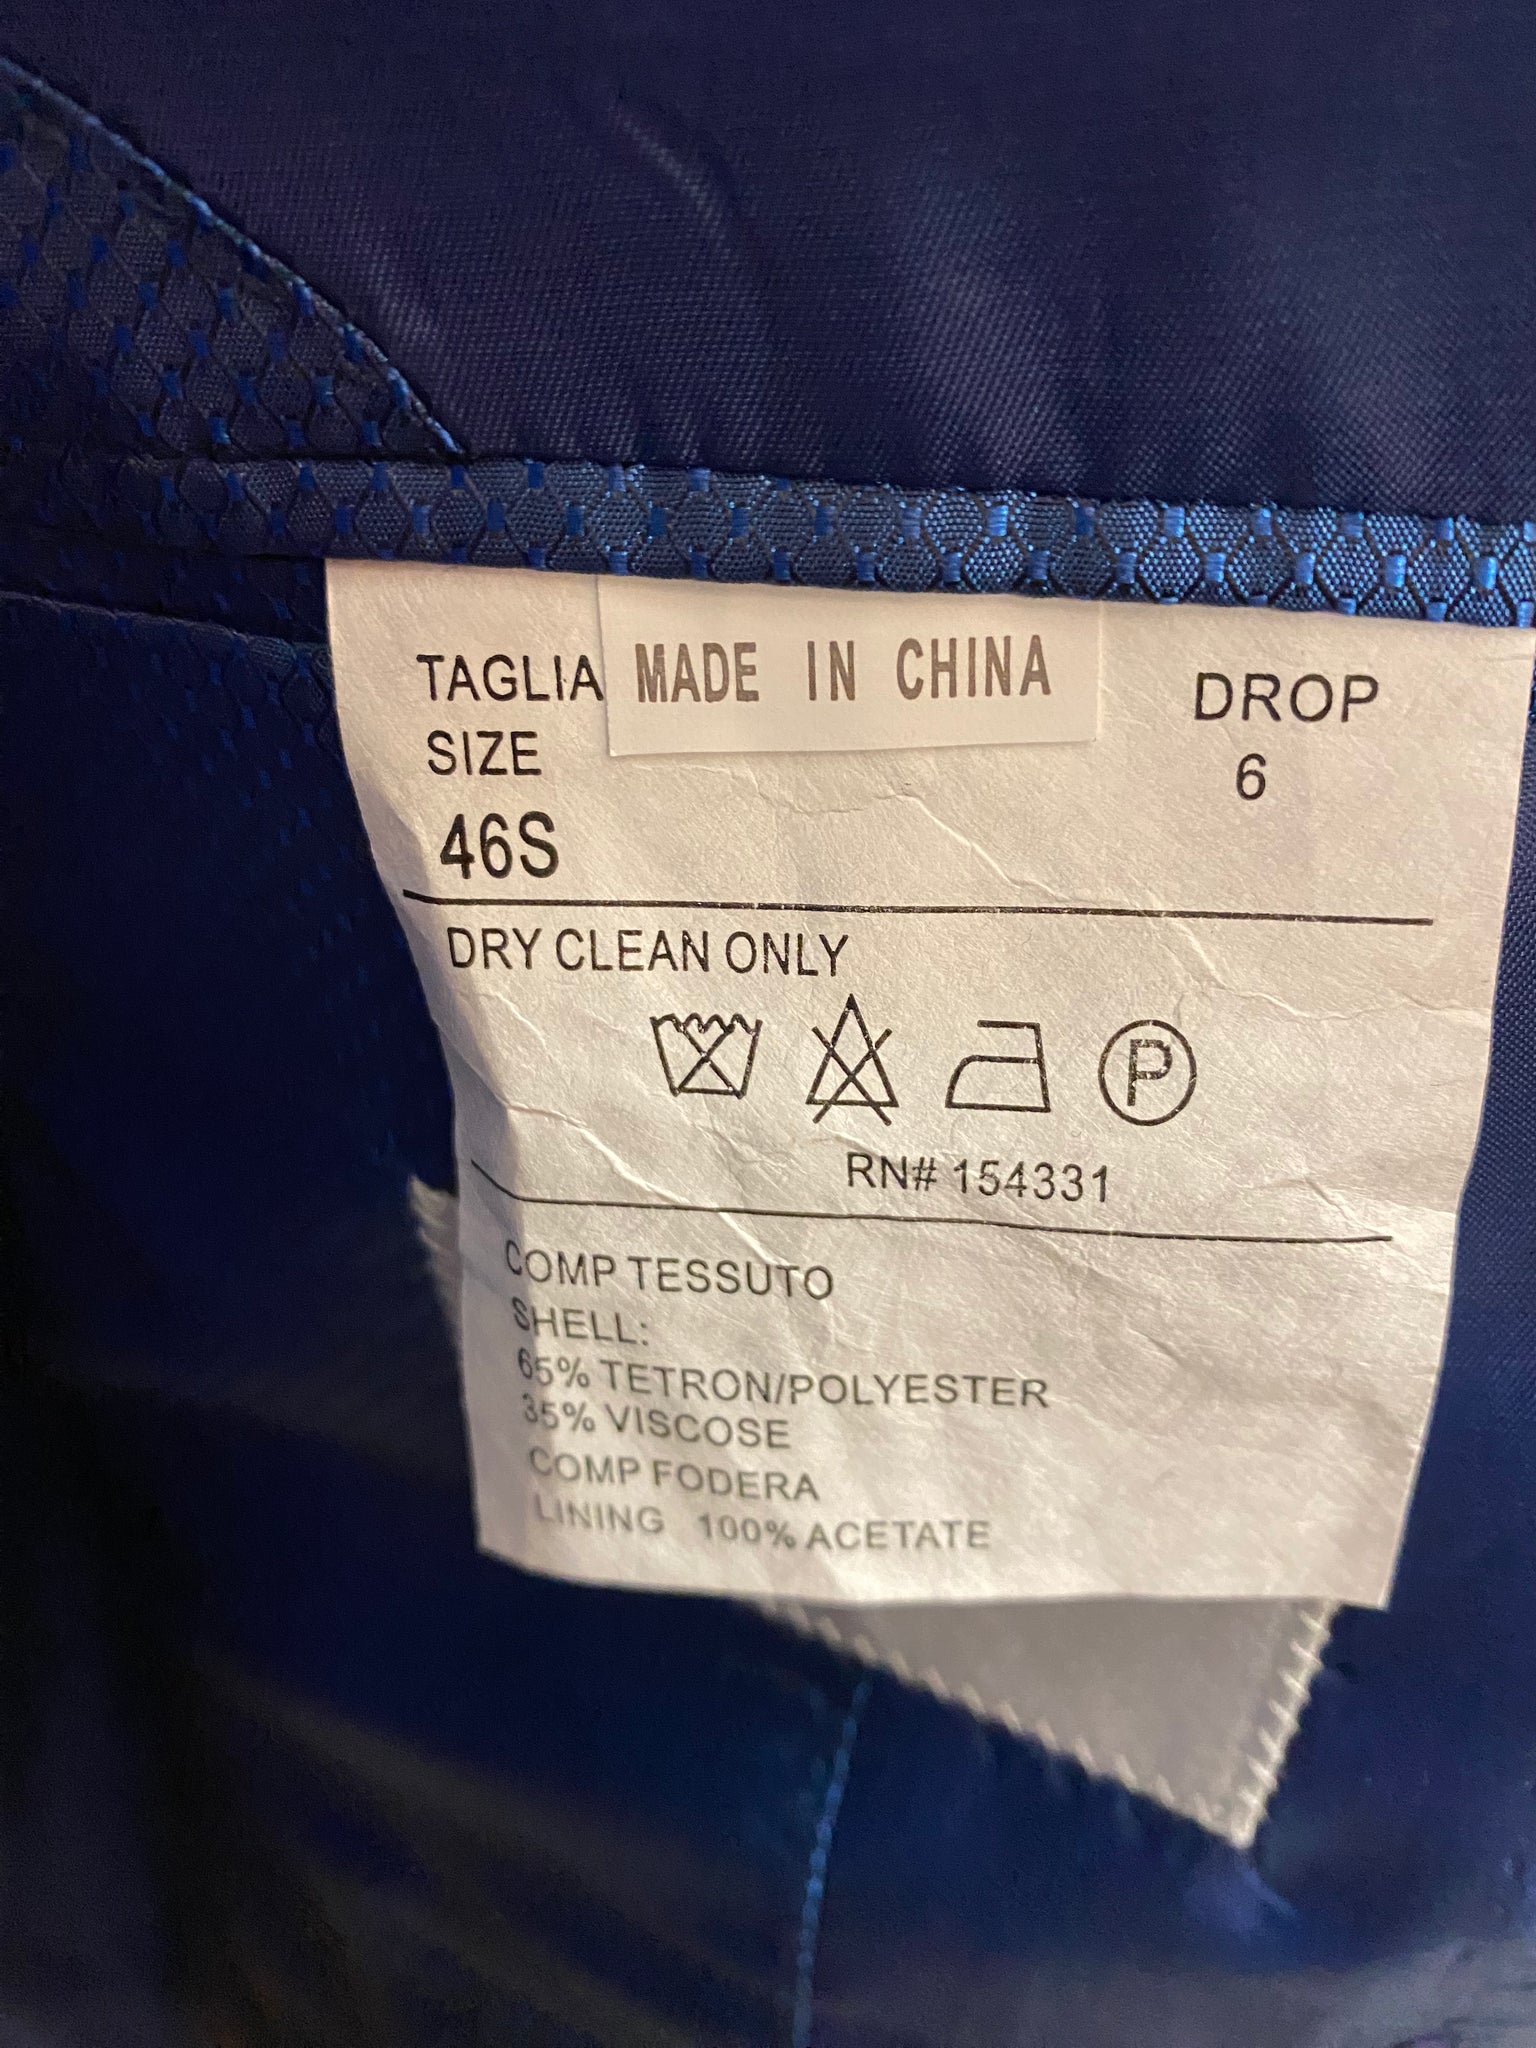 TAGLIA MADE IN CHINA DROP
SIZE 6
46S
DRY CLEAN ONLY
P
RN# 154331
COMP TESSUTO
SHELL:
65% TETRON/POLYESTER
35% VISCOSE
COMP FODERA
LINING 100% ACETATE